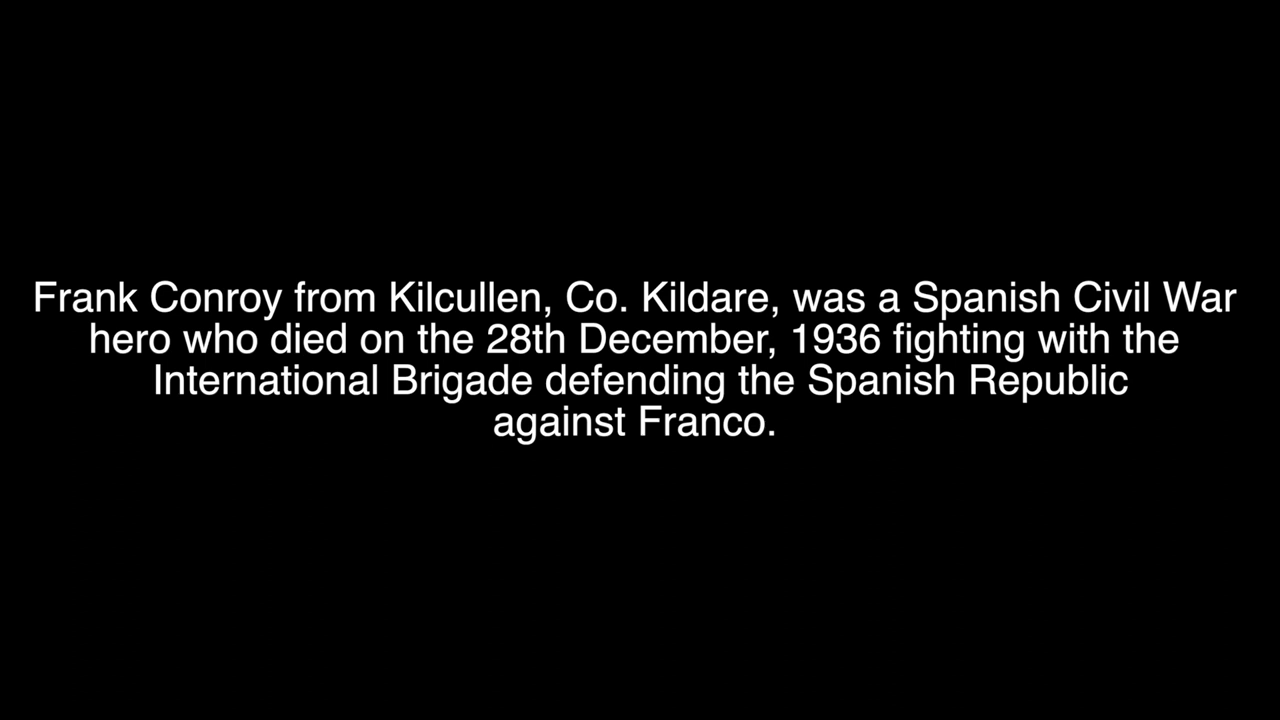 Frank Conroy from Kilcullen, Co. Kildare, was a Spanish Civil War
hero who died on the 28th December, 1936 fighting with the
International Brigade defending the Spanish Republic
against Franco.